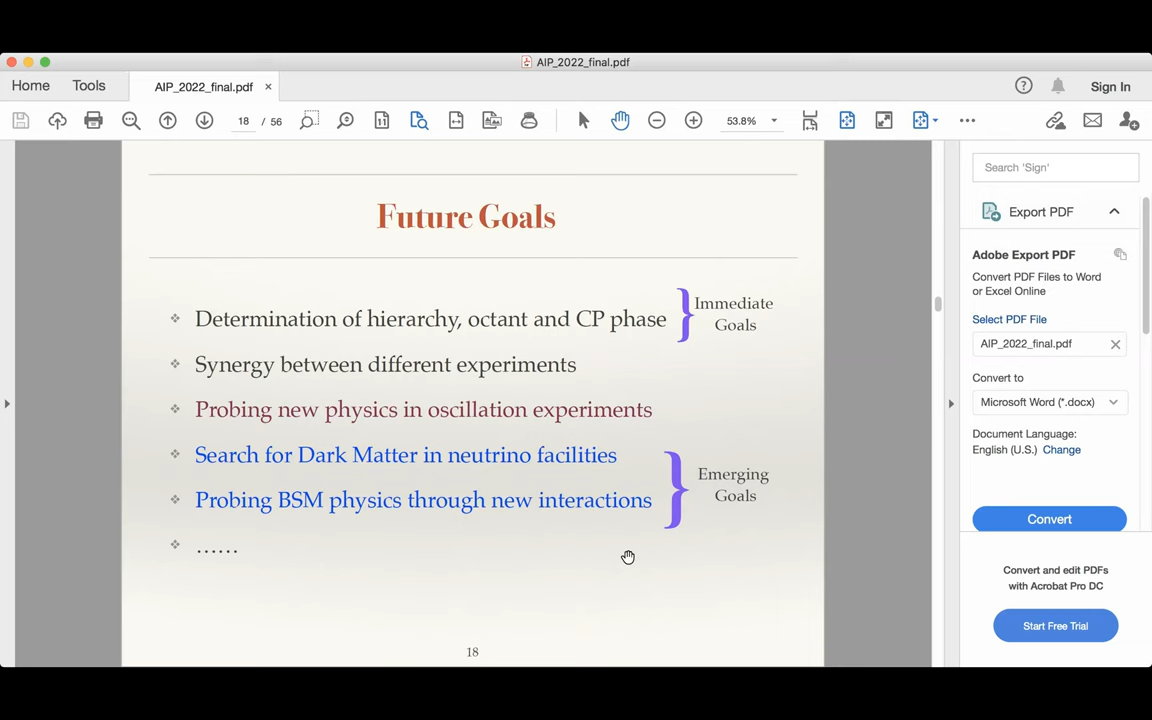 AIP_2022_final.pdf
Home Tools AIP_2022_final.pdf × Sign In
18 / 56 53.8%
Search 'Sign'
Export PDF
Adobe Export PDF
Convert PDF Files to Word
or Excel Online
Select PDF File
AIP_2022_final.pdf
Convert to
Microsoft Word (*.docx)
Document Language:
English (U.S.) Change
Convert
Convert and edit PDFs
with Acrobat Pro DC
Start Free Trial
Future Goals
❖ Determination of hierarchy, octant and CP phase
Immediate
Goals
❖ Synergy between different experiments
❖ Probing new physics in oscillation experiments
❖ Search for Dark Matter in neutrino facilities
❖ Probing BSM physics through new interactions
Emerging
Goals
❖ ......
18